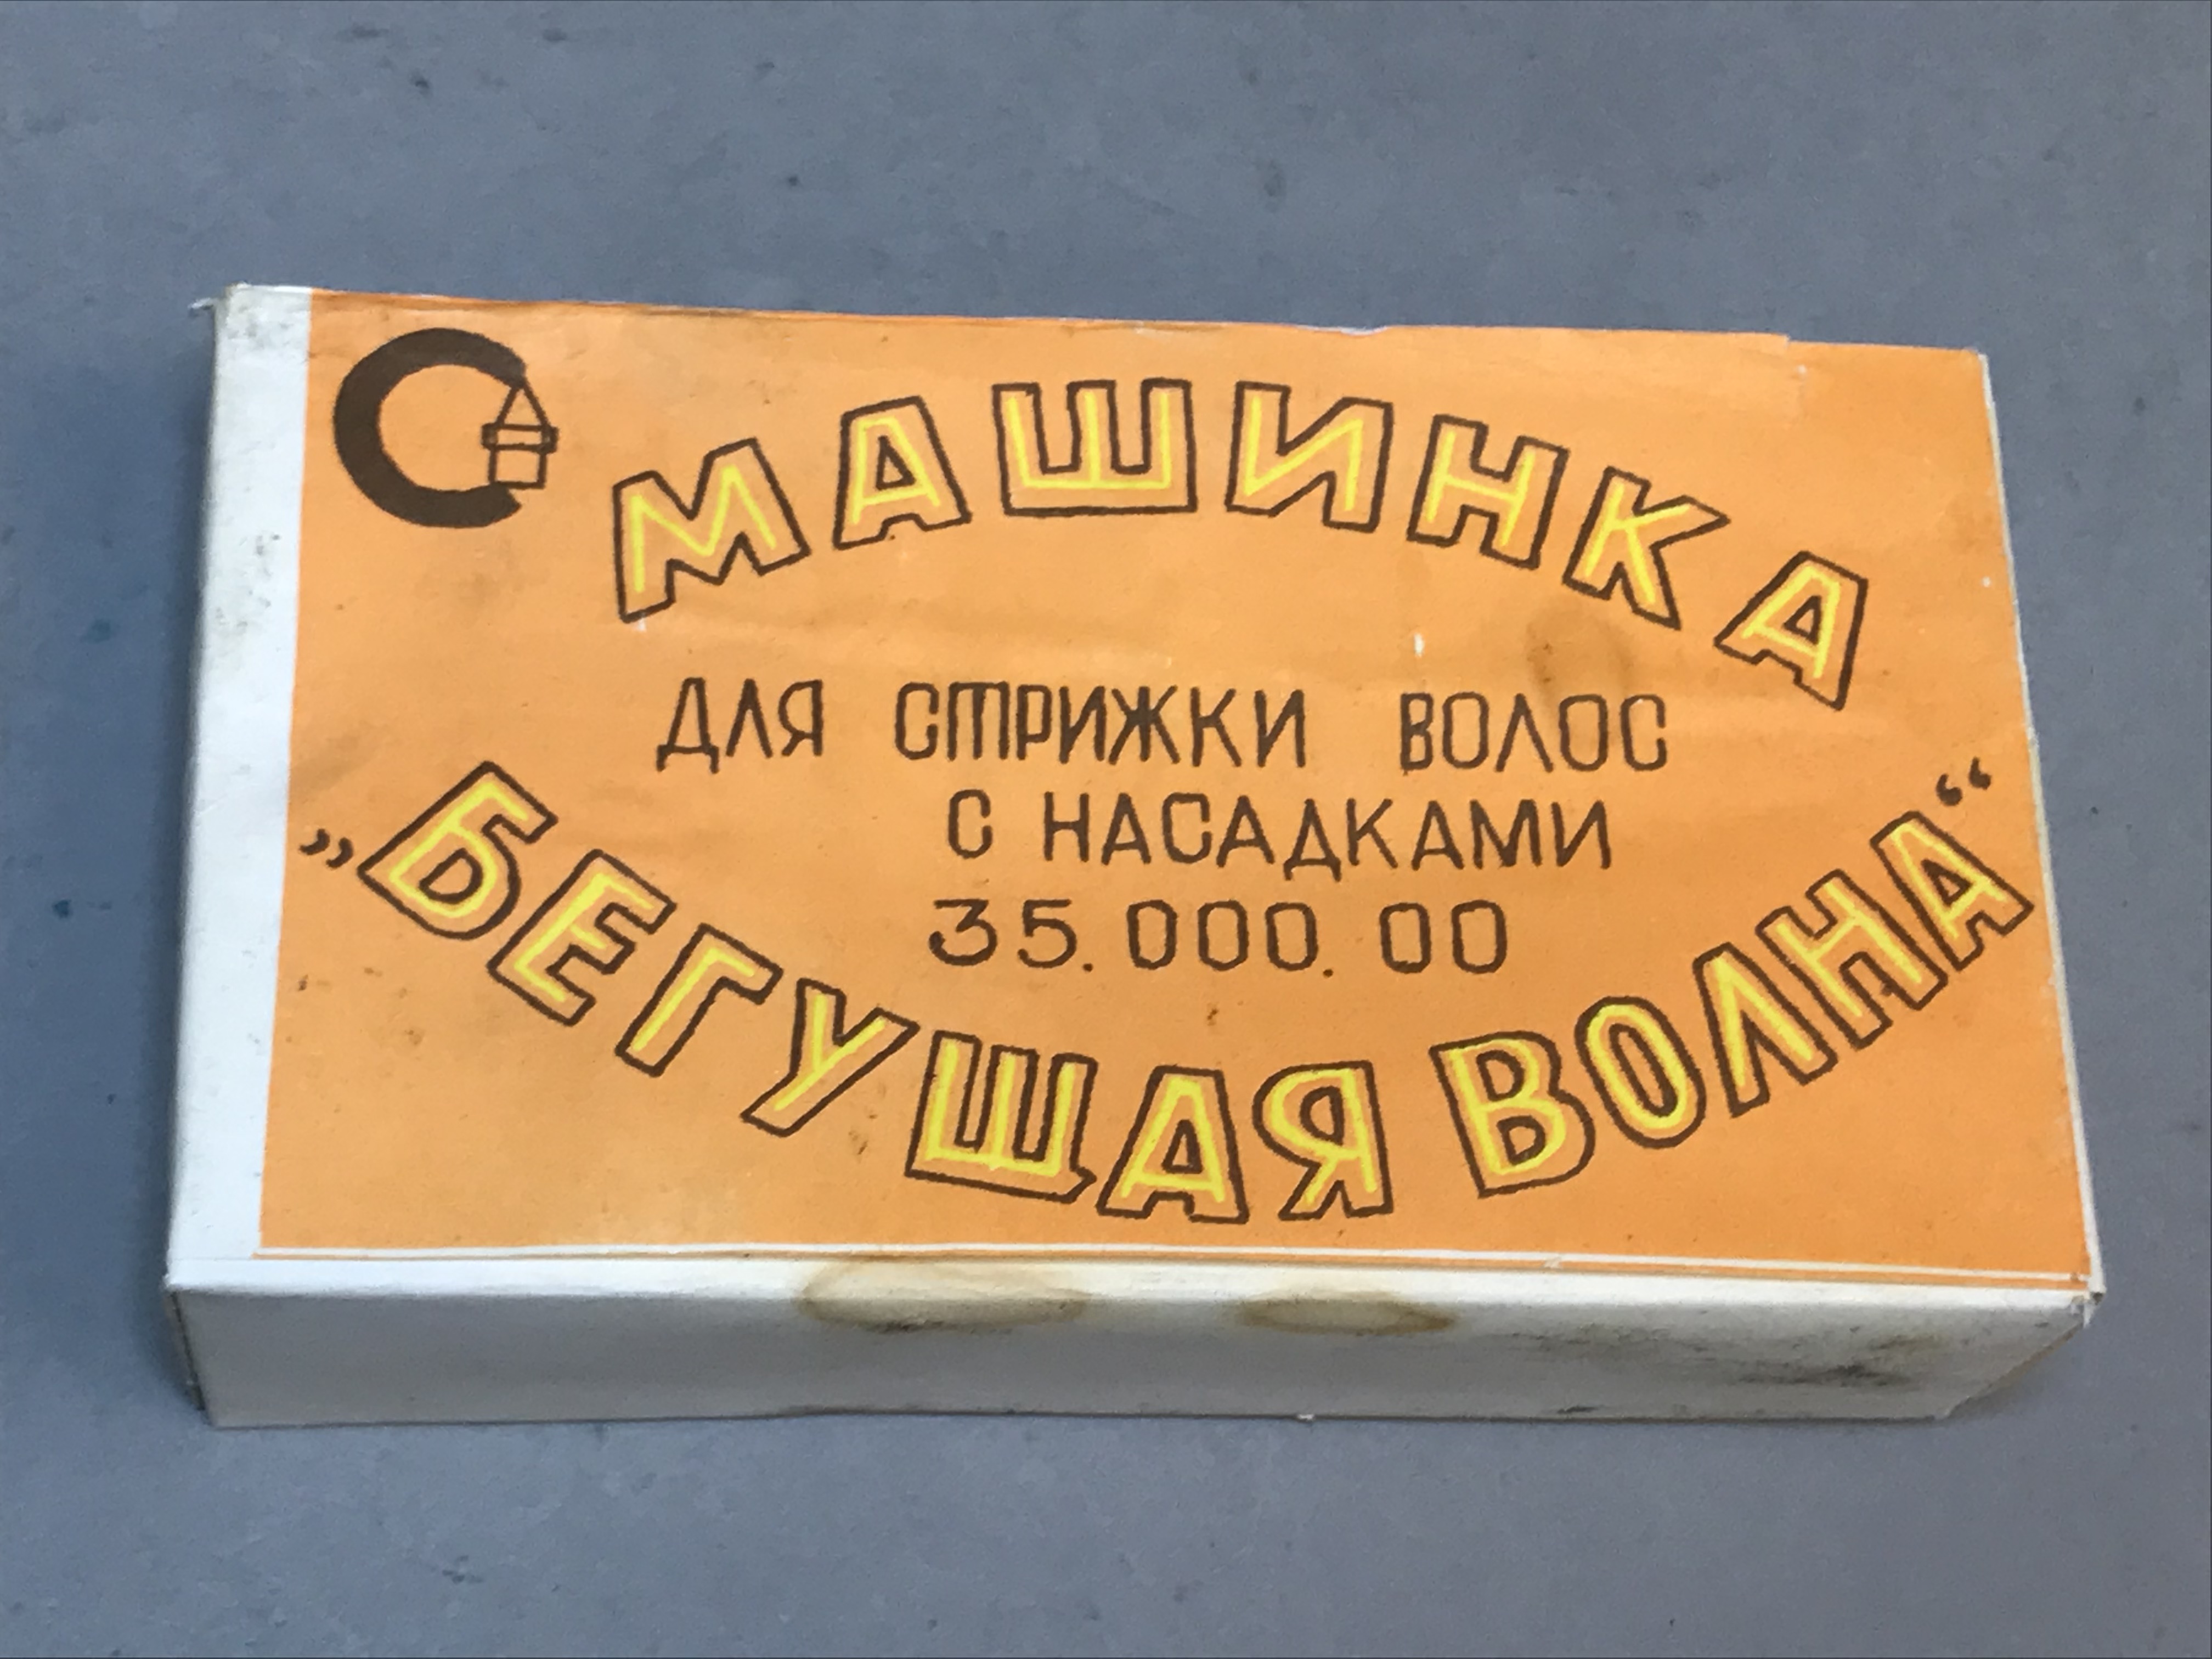 МАШИНКА
ДЛЯ СТРИЖКИ ВОЛОС
С НАСАДКАМИ
35.000.00
„БЕГУЩАЯ ВОЛНА“